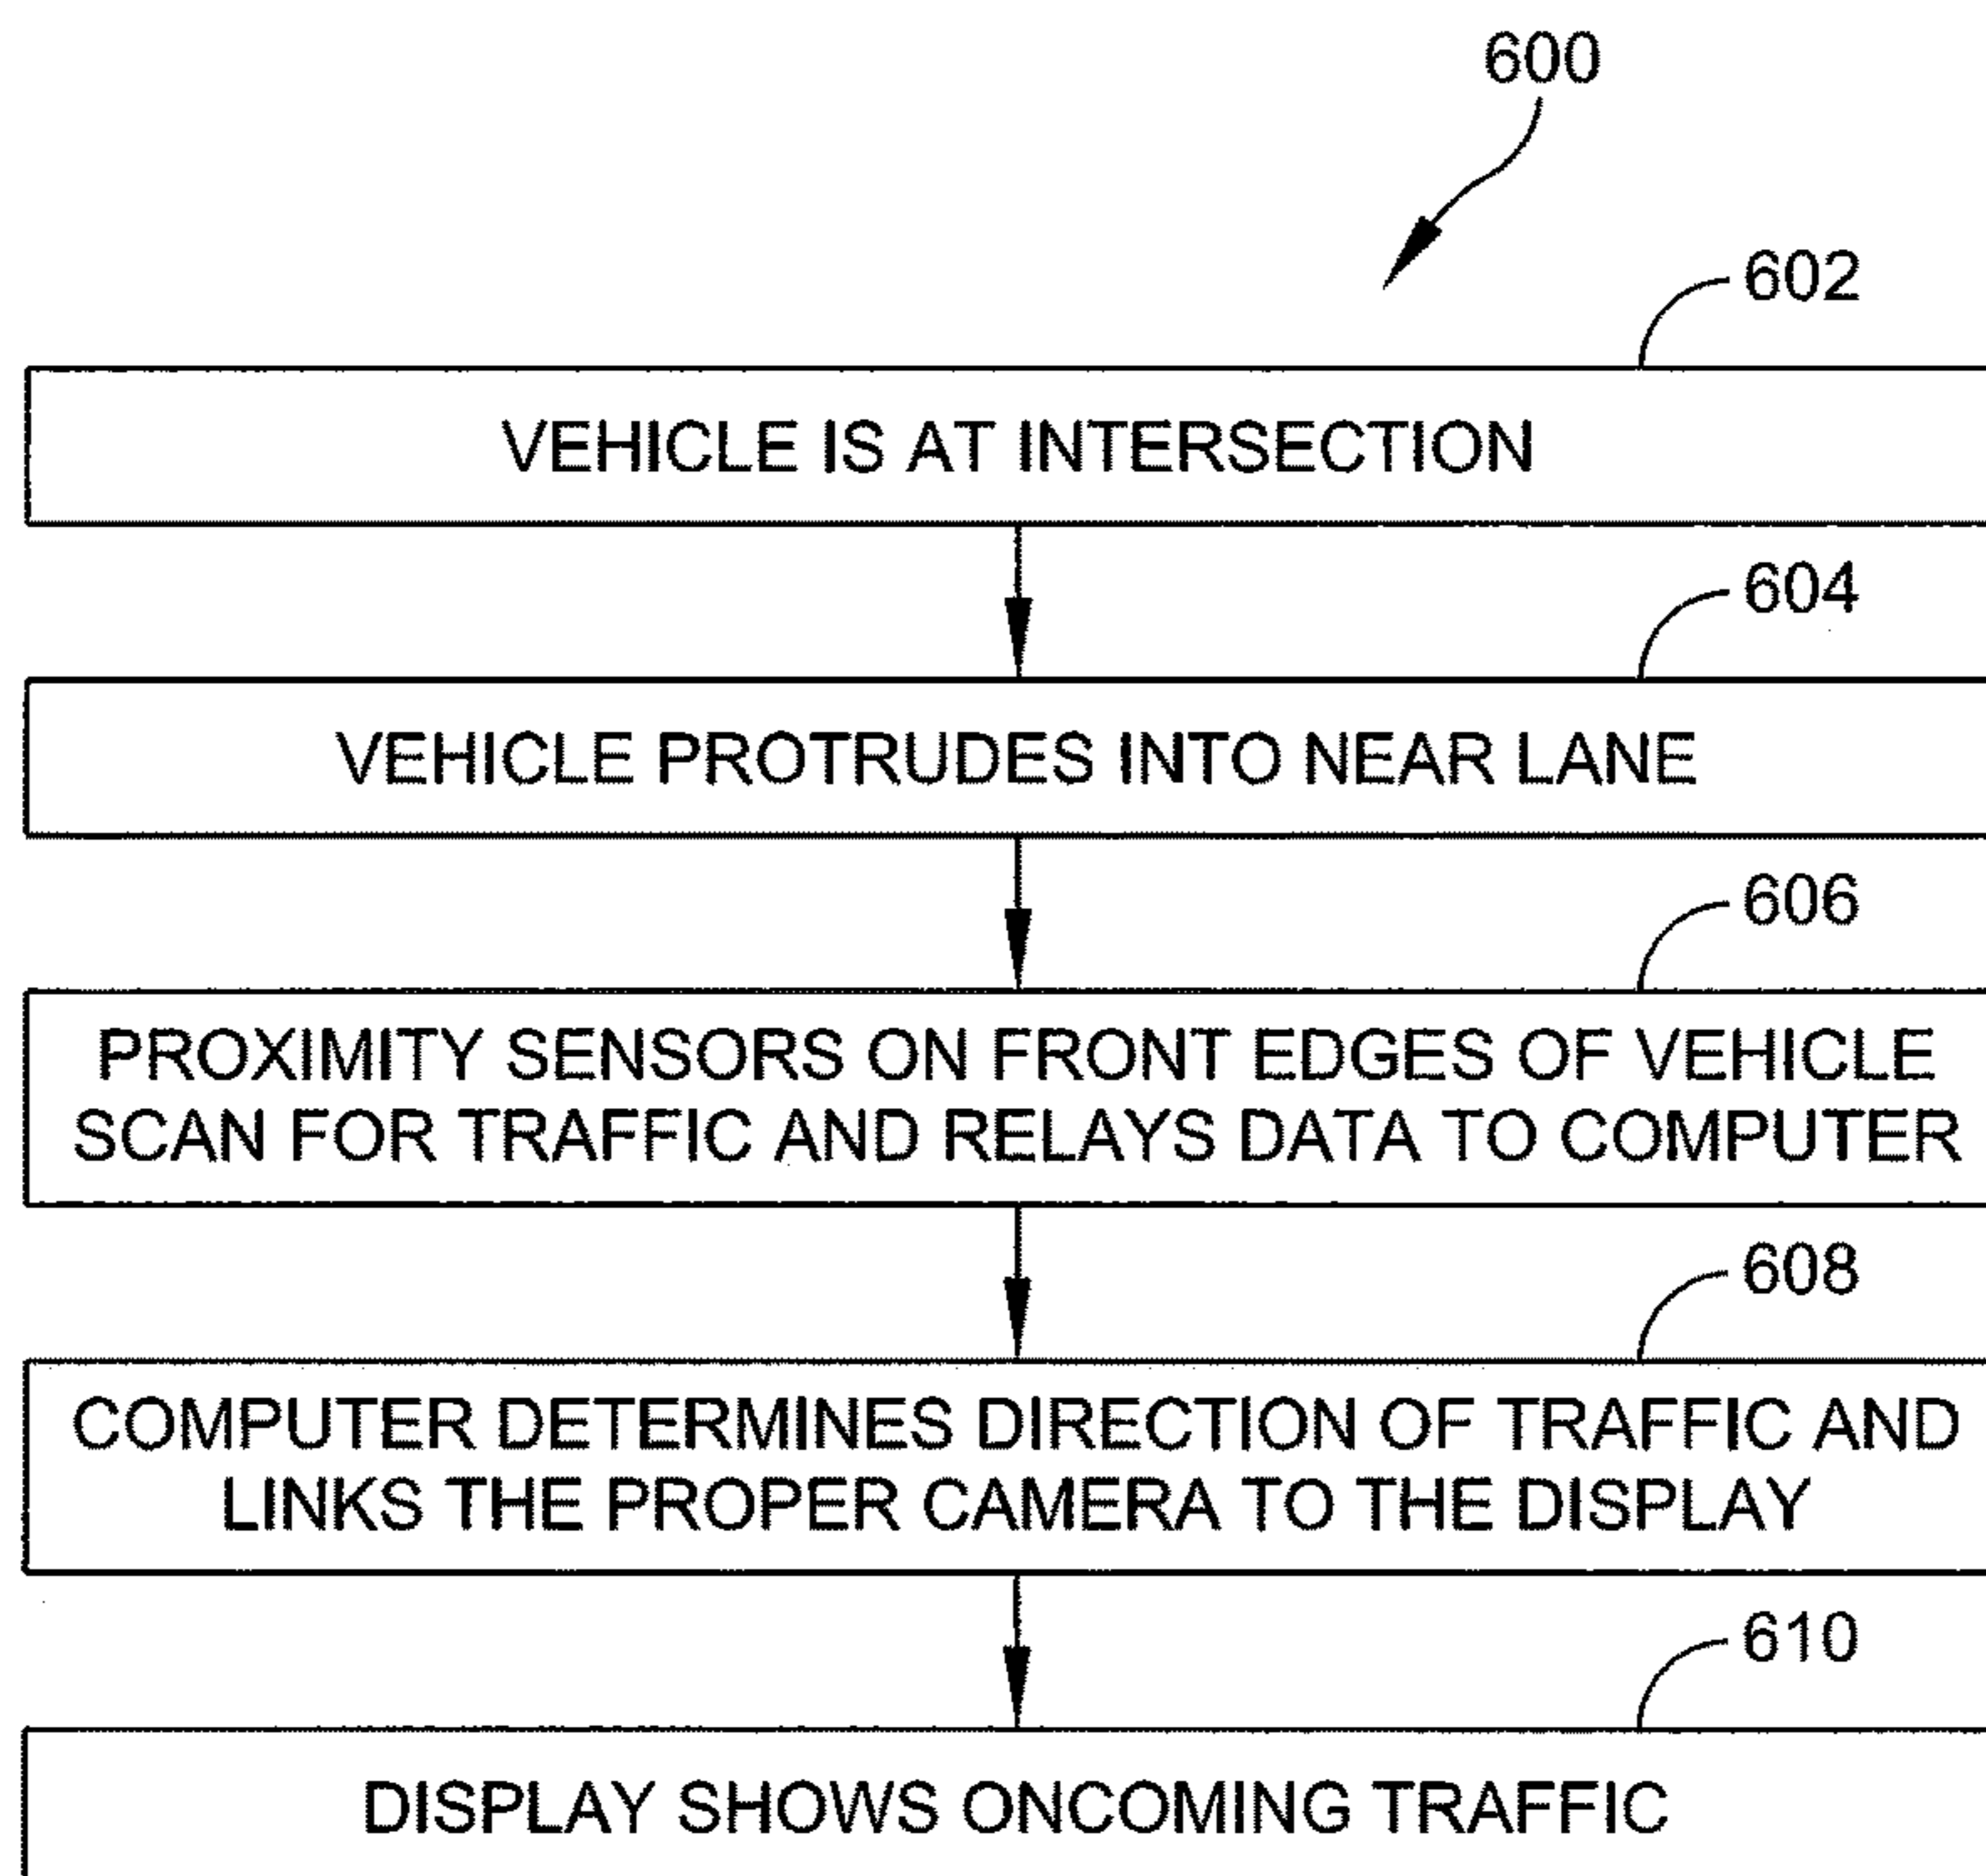 600
602
VEHICLE IS AT INTERSECTION
604
VEHICLE PROTRUDES INTO NEAR LANE
606
PROXIMITY SENSORS ON FRONT EDGES OF VEHICLE
SCAN FOR TRAFFIC AND RELAYS DATA TO COMPUTER
608
COMPUTER DETERMINES DIRECTION OF TRAFFIC AND
LINKS THE PROPER CAMERA TO THE DISPLAY
610
DISPLAY SHOWS ONCOMING TRAFFIC